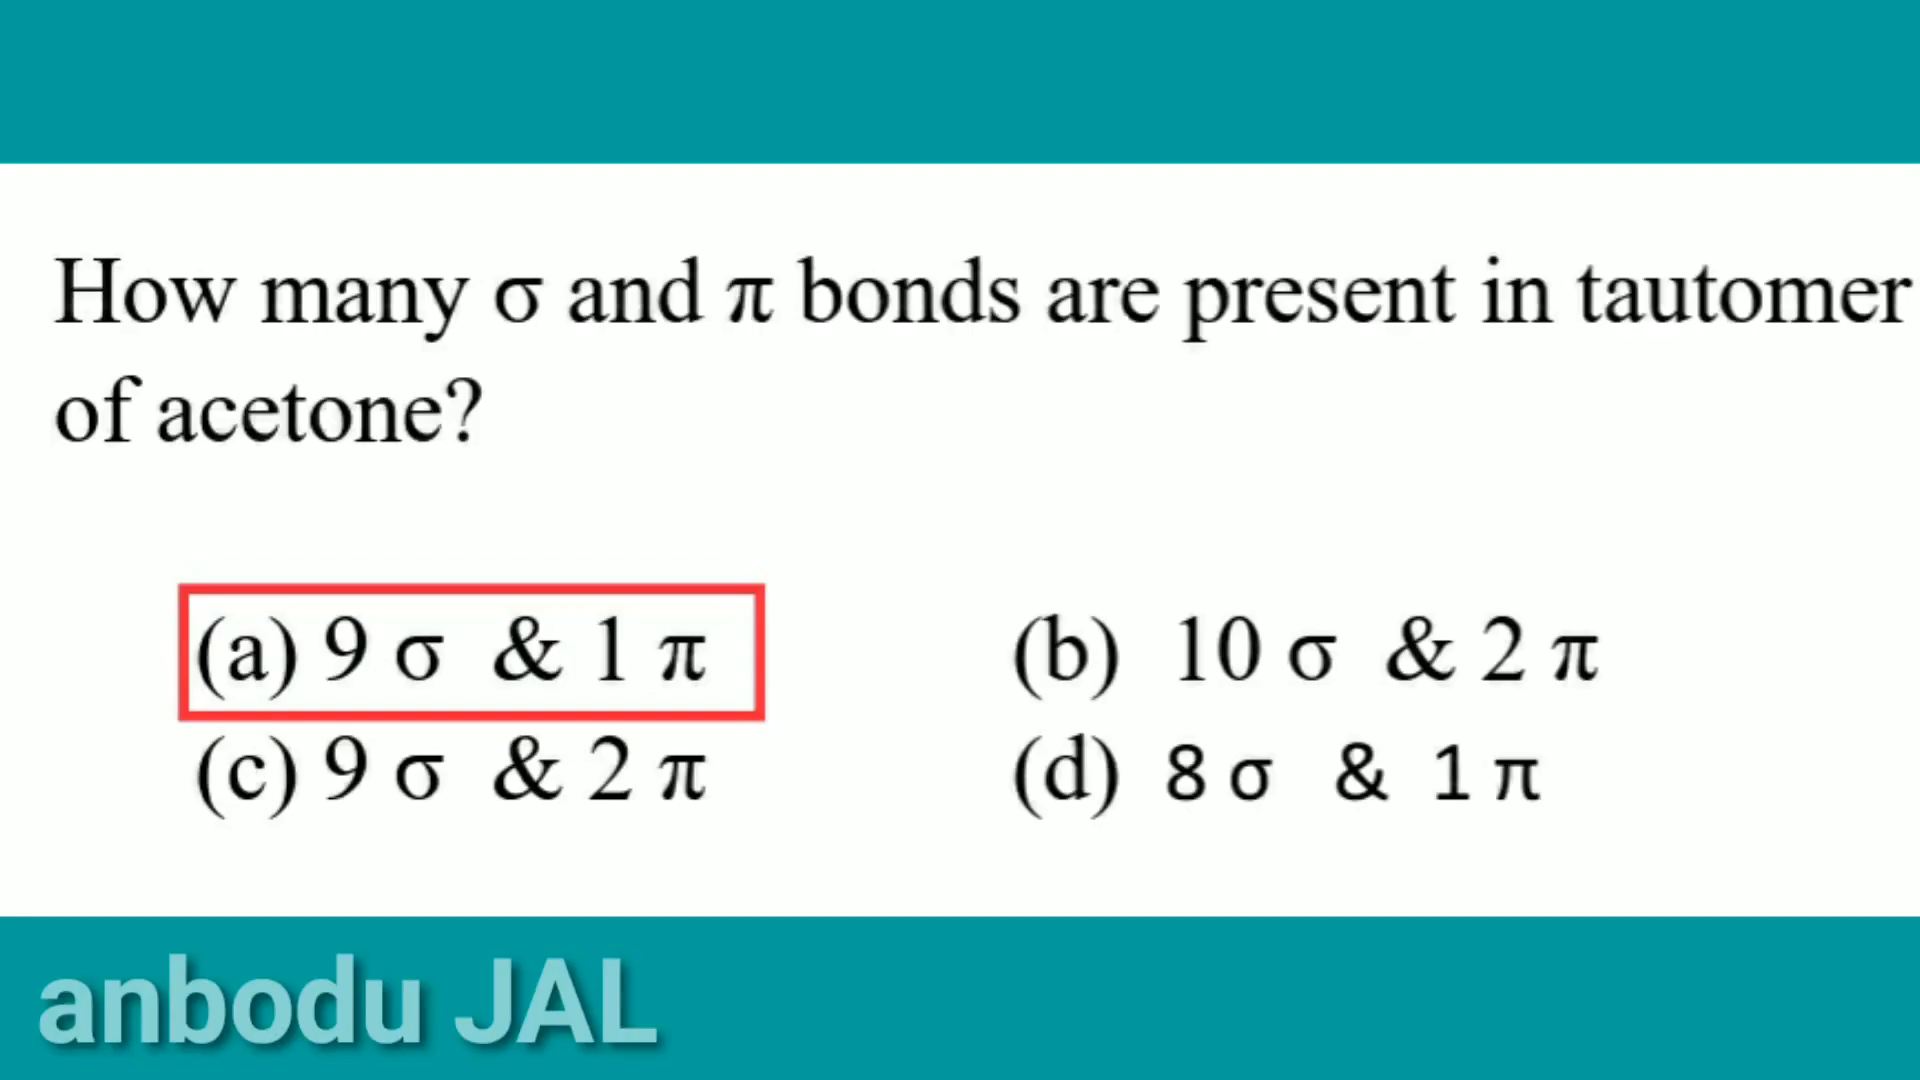 How many σ and π bonds are present in tautomer
of acetone?
(a) 9 σ & 1 π (b) 10 σ & 2 π
(c) 9 σ & 2 π (d) 8 σ & 1 π
anbodu JAL